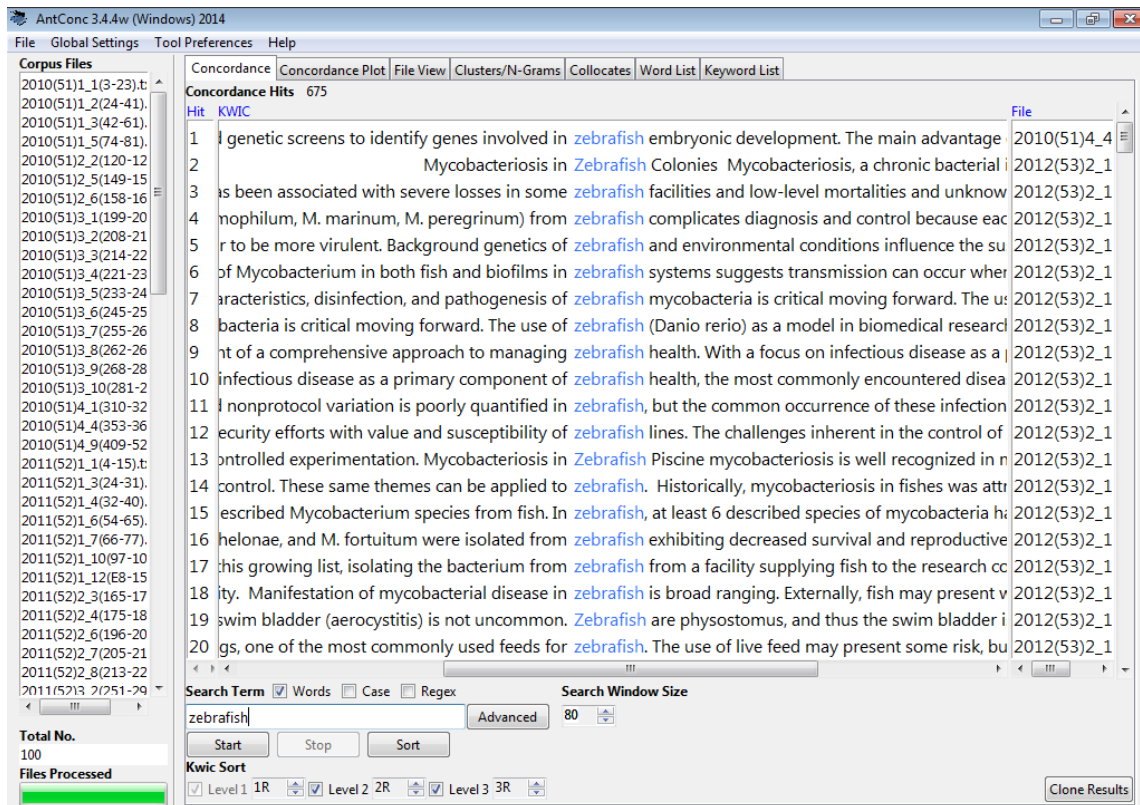 AntConc 3.4.4w (Windows) 2014
File Global Settings Tool Preferences Help
Corpus Files
2010(51)1_1(3-23).t:
2010(51)1_2(24-41).
2010(51)1_3(42-61).
2010(51)1_5(74-81).
2010(51)2_2(120-12
2010(51)2_5(149-15
2010(51)2_6(158-16
2010(51)3_1(199-20
2010(51)3_2(208-21
2010(51)3_3(214-22
2010(51)3_4(221-23
2010(51)3_5(233-24
2010(51)3_6(245-25
2010(51)3_7(255-26
2010(51)3_8(262-26
2010(51)3_9(268-28
2010(51)3_10(281-2
2010(51)4_1(310-32
2010(51)4_4(353-36
2010(51)4_9(409-52
2011(52)1_1(4-15).t:
2011(52)1_3(24-31).
2011(52)1_4(32-40).
2011(52)1_6(54-65).
2011(52)1_7(66-77).
2011(52)1_10(97-10
2011(52)1_12(E8-15
2011(52)2_3(165-17
2011(52)2_4(175-18
2011(52)2_6(196-20
2011(52)2_7(205-21
2011(52)2_8(213-22
2011(52)3_2(251-29
Total No.
100
Files Processed
Concordance Concordance Plot File View Clusters/N-Grams Collocates Word List Keyword List
Concordance Hits 675
Hit KWIC File
1 genetic screens to identify genes involved in zebrafish embryonic development. The main advantage 2010(51)4_4
2 Mycobacteriosis in Zebrafish Colonies Mycobacteriosis, a chronic bacterial i 2012(53)2_1
3 as been associated with severe losses in some zebrafish facilities and low-level mortalities and unknow 2012(53)2_1
4 mophilum, M. marinum, M. peregrinum) from zebrafish complicates diagnosis and control because eac 2012(53)2_1
5 r to be more virulent. Background genetics of zebrafish and environmental conditions influence the su 2012(53)2_1
6 of Mycobacterium in both fish and biofilms in zebrafish systems suggests transmission can occur wher 2012(53)2_1
7 aracteristics, disinfection, and pathogenesis of zebrafish mycobacteria is critical moving forward. The us 2012(53)2_1
8 bacteria is critical moving forward. The use of zebrafish (Danio rerio) as a model in biomedical research 2012(53)2_1
9 nt of a comprehensive approach to managing zebrafish health. With a focus on infectious disease as a 2012(53)2_1
10 infectious disease as a primary component of zebrafish health, the most commonly encountered disea 2012(53)2_1
11 nonprotocol variation is poorly quantified in zebrafish, but the common occurrence of these infection 2012(53)2_1
12 ecurity efforts with value and susceptibility of zebrafish lines. The challenges inherent in the control of 2012(53)2_1
13 ontrolled experimentation. Mycobacteriosis in Zebrafish Piscine mycobacteriosis is well recognized in n 2012(53)2_1
14 control. These same themes can be applied to zebrafish. Historically, mycobacteriosis in fishes was attr 2012(53)2_1
15 escribed Mycobacterium species from fish. In zebrafish, at least 6 described species of mycobacteria ha 2012(53)2_1
16 helonae, and M. fortuitum were isolated from zebrafish exhibiting decreased survival and reproductive 2012(53)2_1
17 this growing list, isolating the bacterium from zebrafish from a facility supplying fish to the research co 2012(53)2_1
18 ity. Manifestation of mycobacterial disease in zebrafish is broad ranging. Externally, fish may present w 2012(53)2_1
19 swim bladder (aerocystitis) is not uncommon. Zebrafish are physostomus, and thus the swim bladder i 2012(53)2_1
20 gs, one of the most commonly used feeds for zebrafish. The use of live feed may present some risk, bu 2012(53)2_1
Search Term Words Case Regex Search Window Size
zebrafish Advanced 80
Start Stop Sort
Kwic Sort
Level 1 1R Level 2 2R Level 3 3R Clone Results